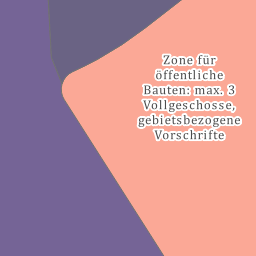 Zone für
öffentliche
Bauten: max. 3
Vollgeschosse,
gebietsbezogene
Vorschrifte